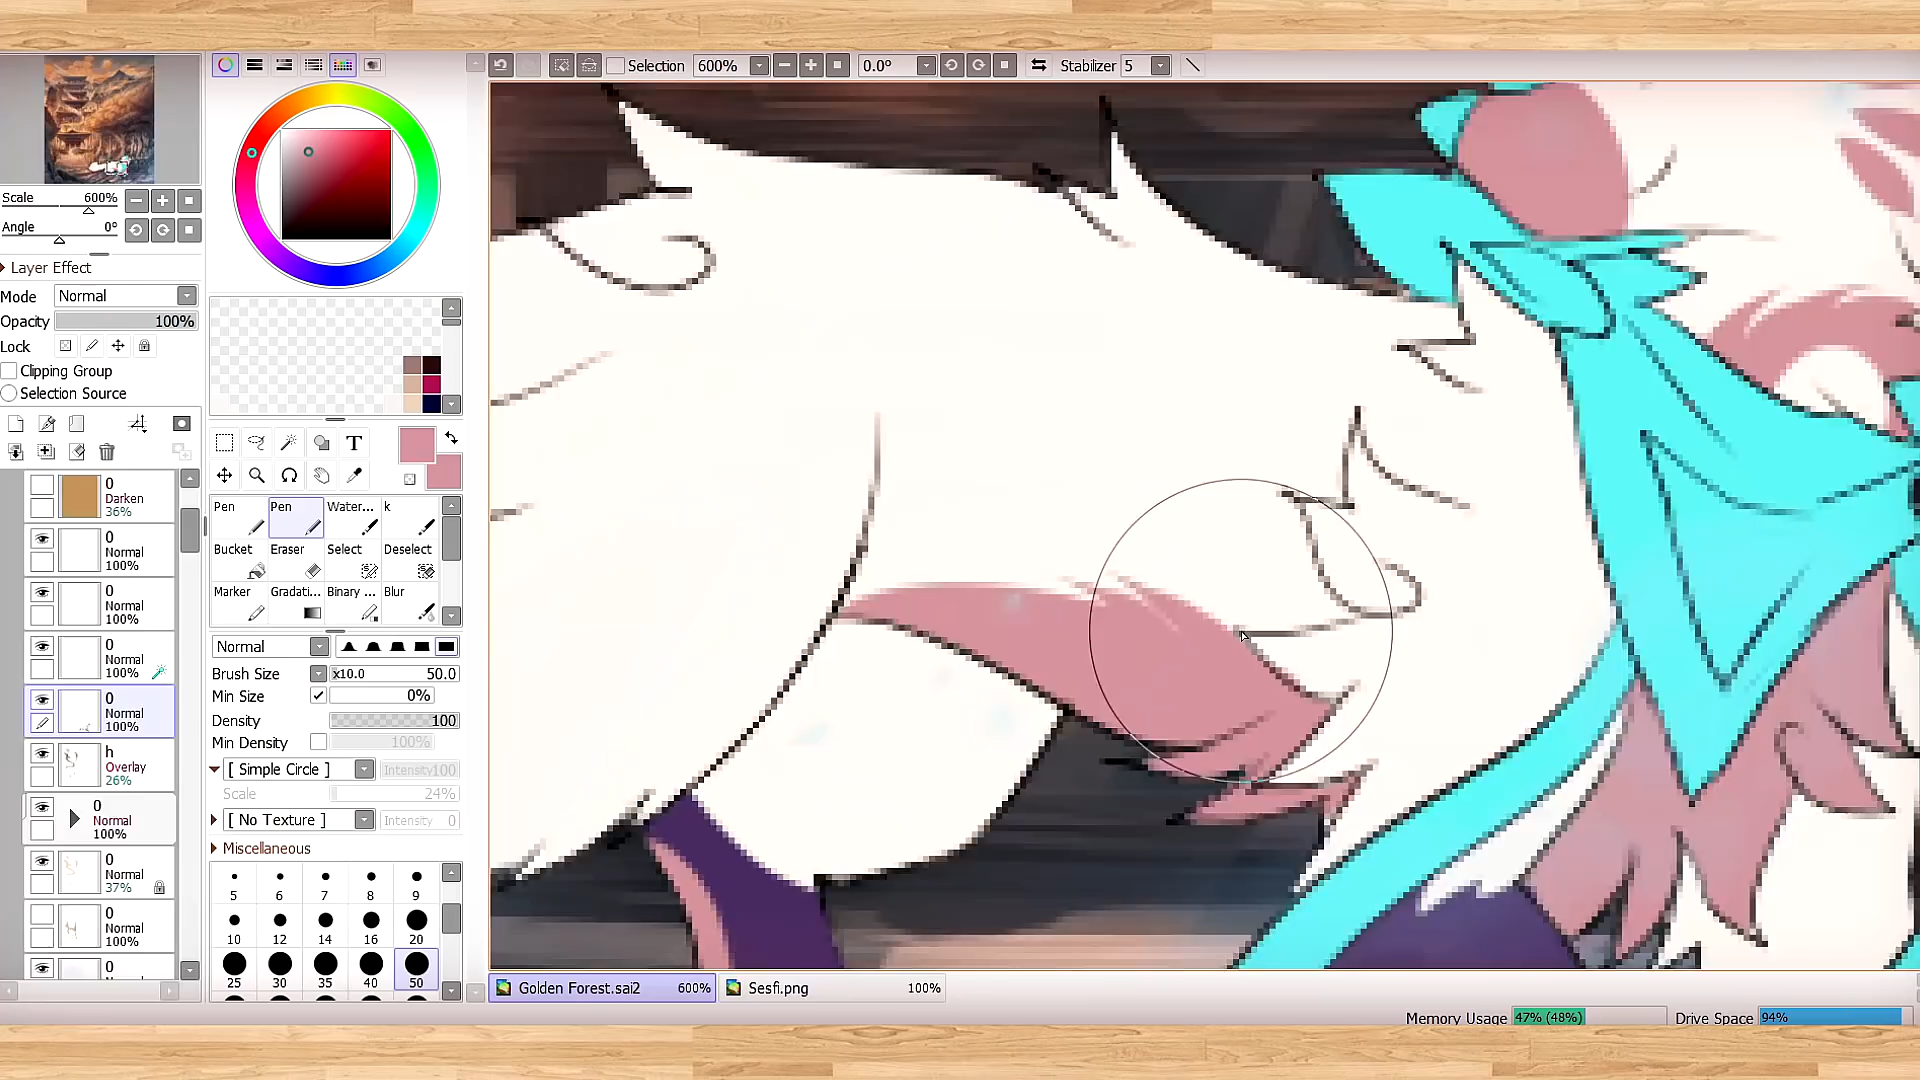 Selection 600% 0.0° Stabilizer 5
Scale 600%
Angle 0°
Layer Effect
Mode Normal
Opacity 100%
Lock
Clipping Group
Selection Source
0
Darken
36%
0
Normal
100%
0
Normal
100%
0
Normal
100%
0
Normal
100%
h
Overlay
26%
0
Normal
100%
0
Normal
37%
0
Normal
100%
0
T
Pen Pen Water... k
Bucket Eraser Select Deselect
Marker Gradati... Binary ... Blur
Normal
Brush Size x10.0 50.0
Min Size 0%
Density 100
Min Density 100%
[ Simple Circle ] Intensity 100
Scale 24%
[ No Texture ] Intensity 0
Miscellaneous
5 6 7 8 9
10 12 14 16 20
25 30 35 40 50
Golden Forest.sai2 600% Sesfi.png 100%
Memory Usage 47% (48%) Drive Space 94%